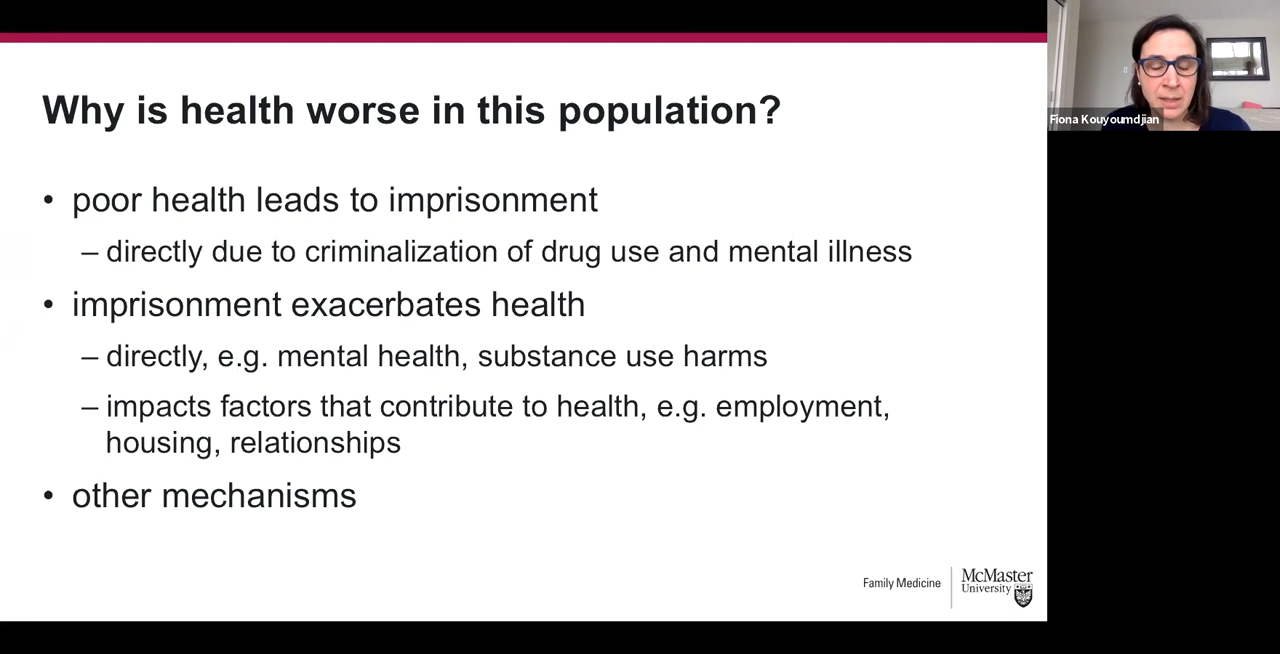 Why is health worse in this population?
• poor health leads to imprisonment
– directly due to criminalization of drug use and mental illness
• imprisonment exacerbates health
– directly, e.g. mental health, substance use harms
– impacts factors that contribute to health, e.g. employment,
housing, relationships
• other mechanisms
Family Medicine
McMaster
University
Fiona Kouyoumdjian